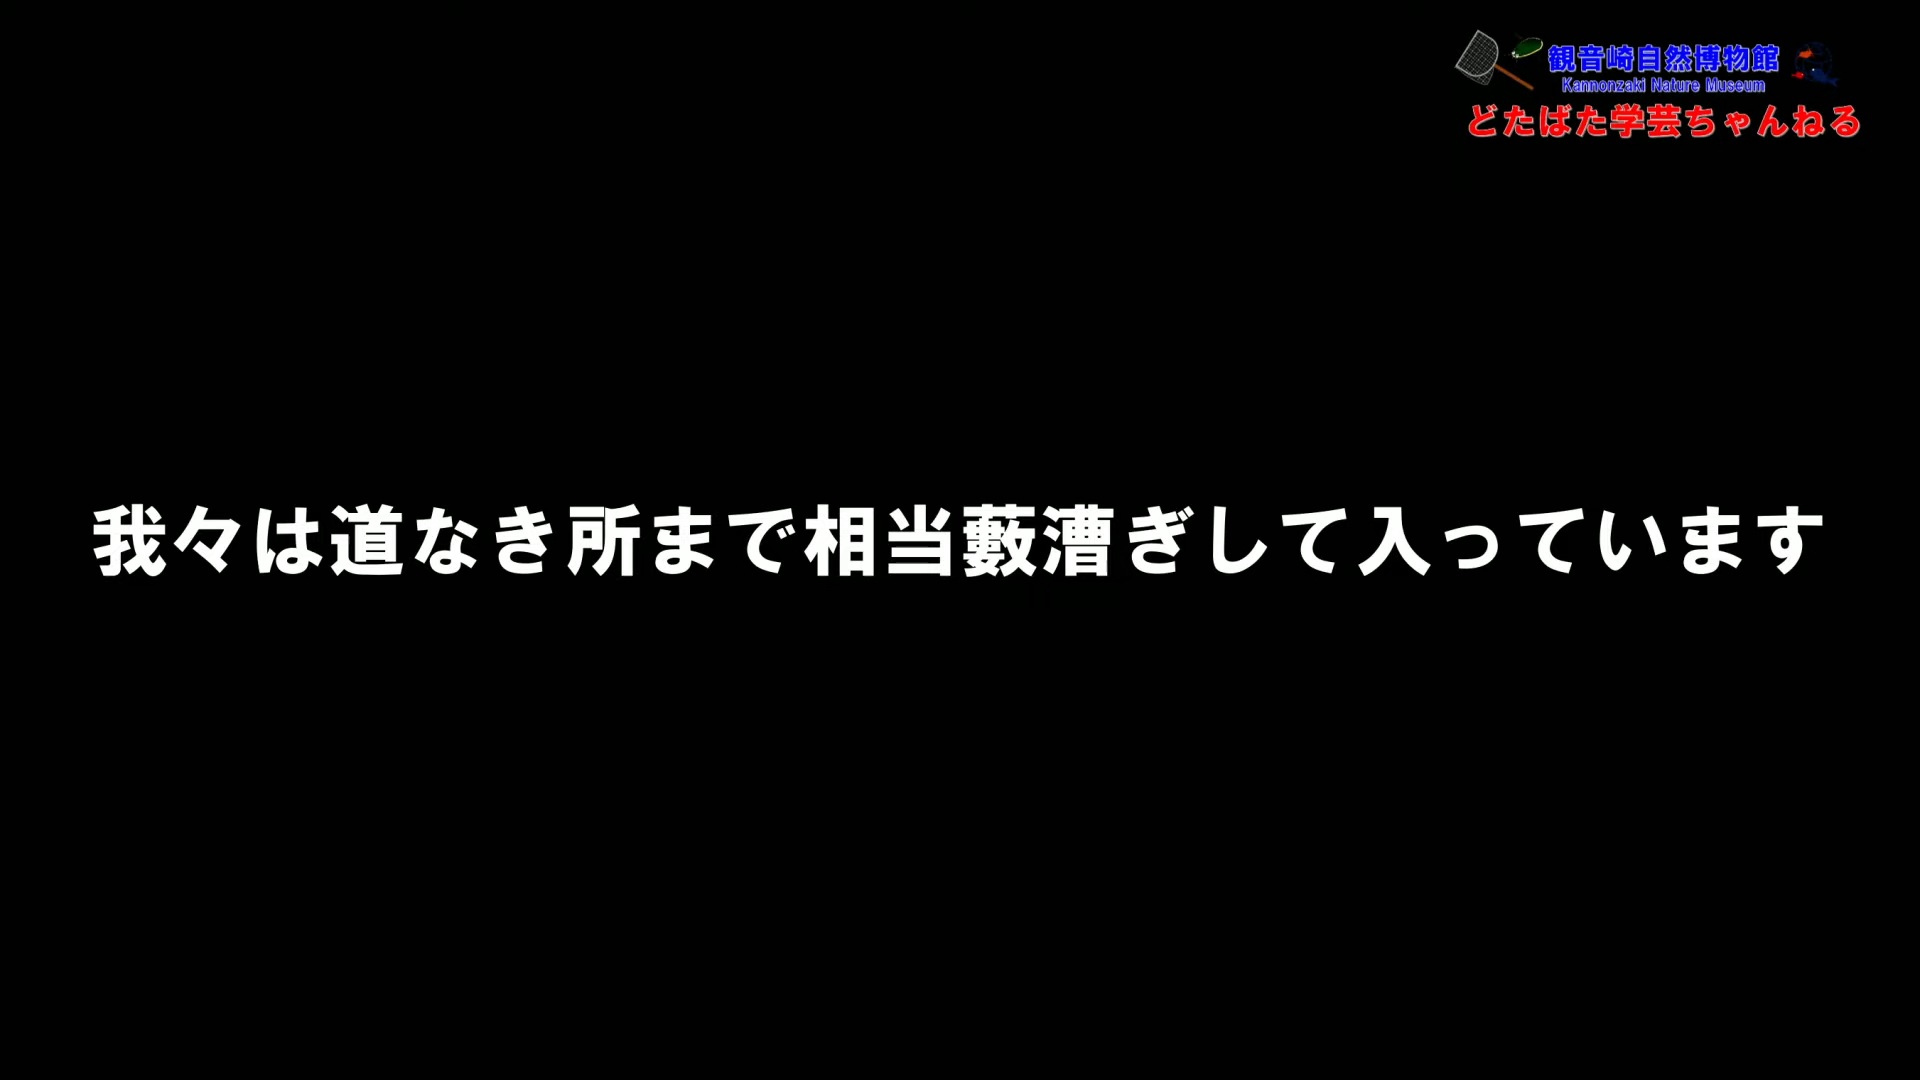 観音崎自然博物館
Kannonzaki Nature Museum
どたばた学芸ちゃんねる
我々は道なき所まで相当藪漕ぎして入っています